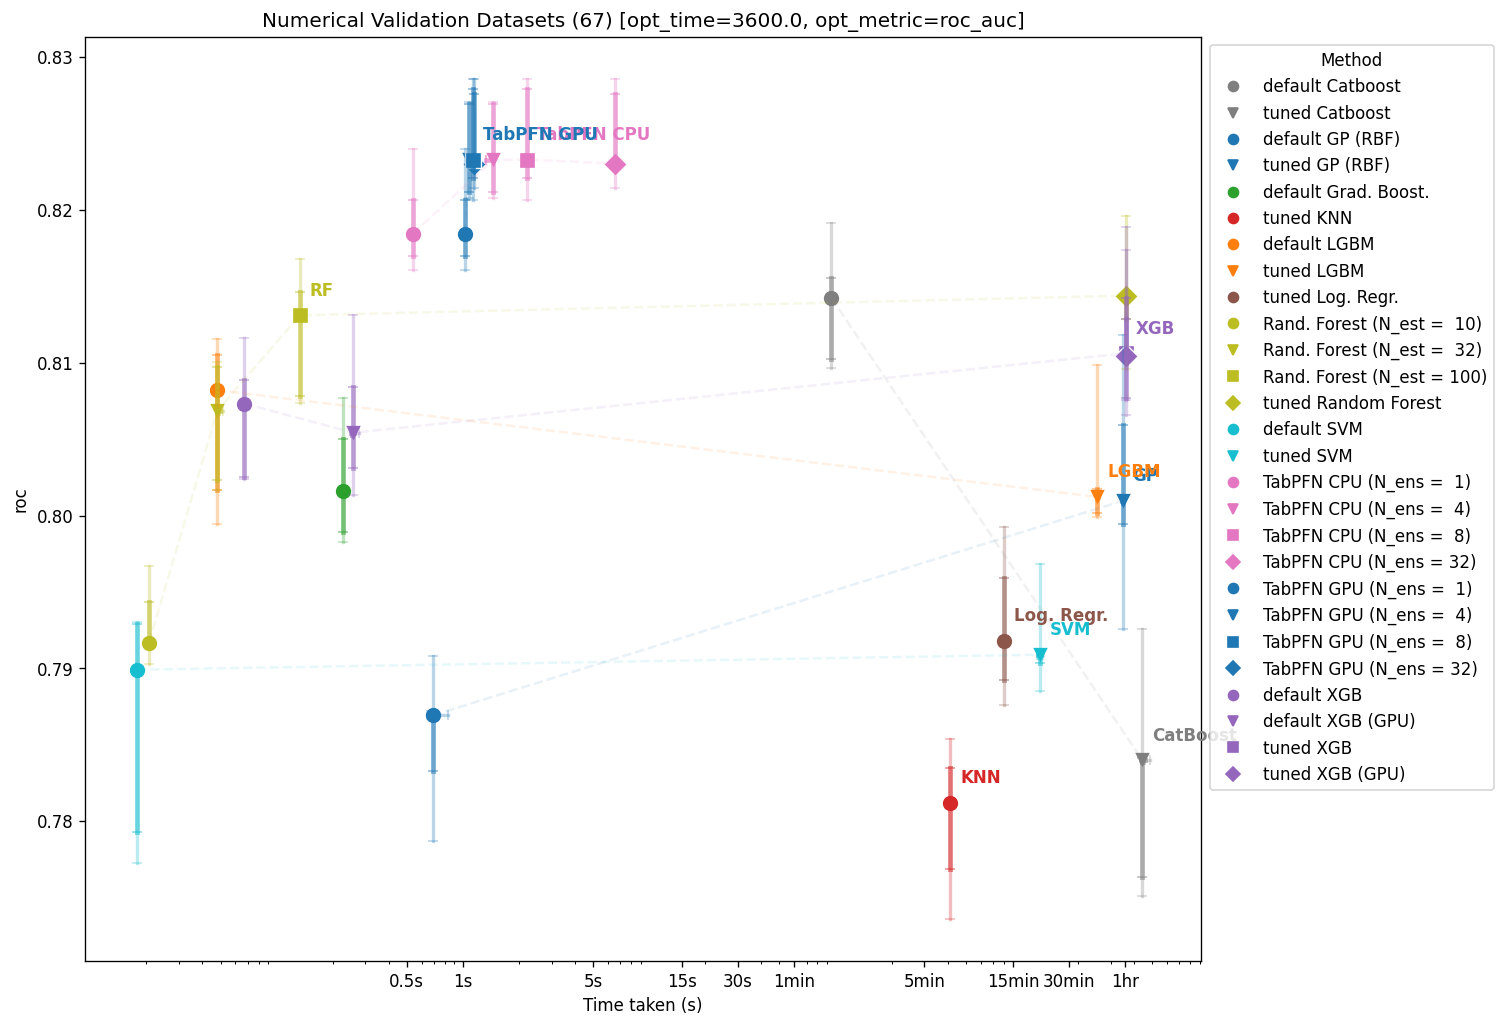 Numerical Validation Datasets (67) [opt_time=3600.0, opt_metric=roc_auc]
0.83
0.82
0.81
0.80
0.79
0.78
roc
TabPFN GPU
TabPFN CPU
RF
XGB
LGBM
GP
Log. Regr.
SVM
CatBoost
KNN
0.5s
1s
5s
15s
30s
1min
5min
15min
30min
1hr
Time taken (s)
Method
default Catboost
tuned Catboost
default GP (RBF)
tuned GP (RBF)
default Grad. Boost.
tuned KNN
default LGBM
tuned LGBM
tuned Log. Regr.
Rand. Forest (N_est =  10)
Rand. Forest (N_est =  32)
Rand. Forest (N_est = 100)
tuned Random Forest
default SVM
tuned SVM
TabPFN CPU (N_ens =  1)
TabPFN CPU (N_ens =  4)
TabPFN CPU (N_ens =  8)
TabPFN CPU (N_ens = 32)
TabPFN GPU (N_ens =  1)
TabPFN GPU (N_ens =  4)
TabPFN GPU (N_ens =  8)
TabPFN GPU (N_ens = 32)
default XGB
default XGB (GPU)
tuned XGB
tuned XGB (GPU)